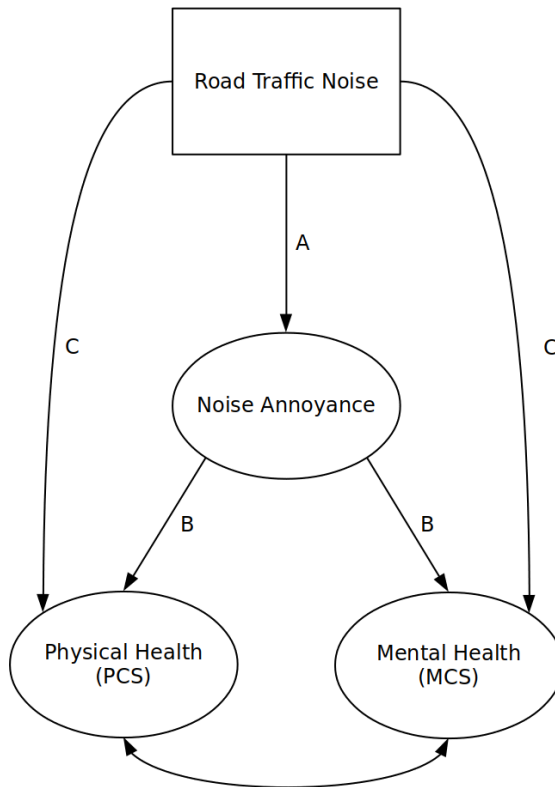 Road Traffic Noise
A
C
C
Noise Annoyance
B
B
Physical Health
(PCS)
Mental Health
(MCS)